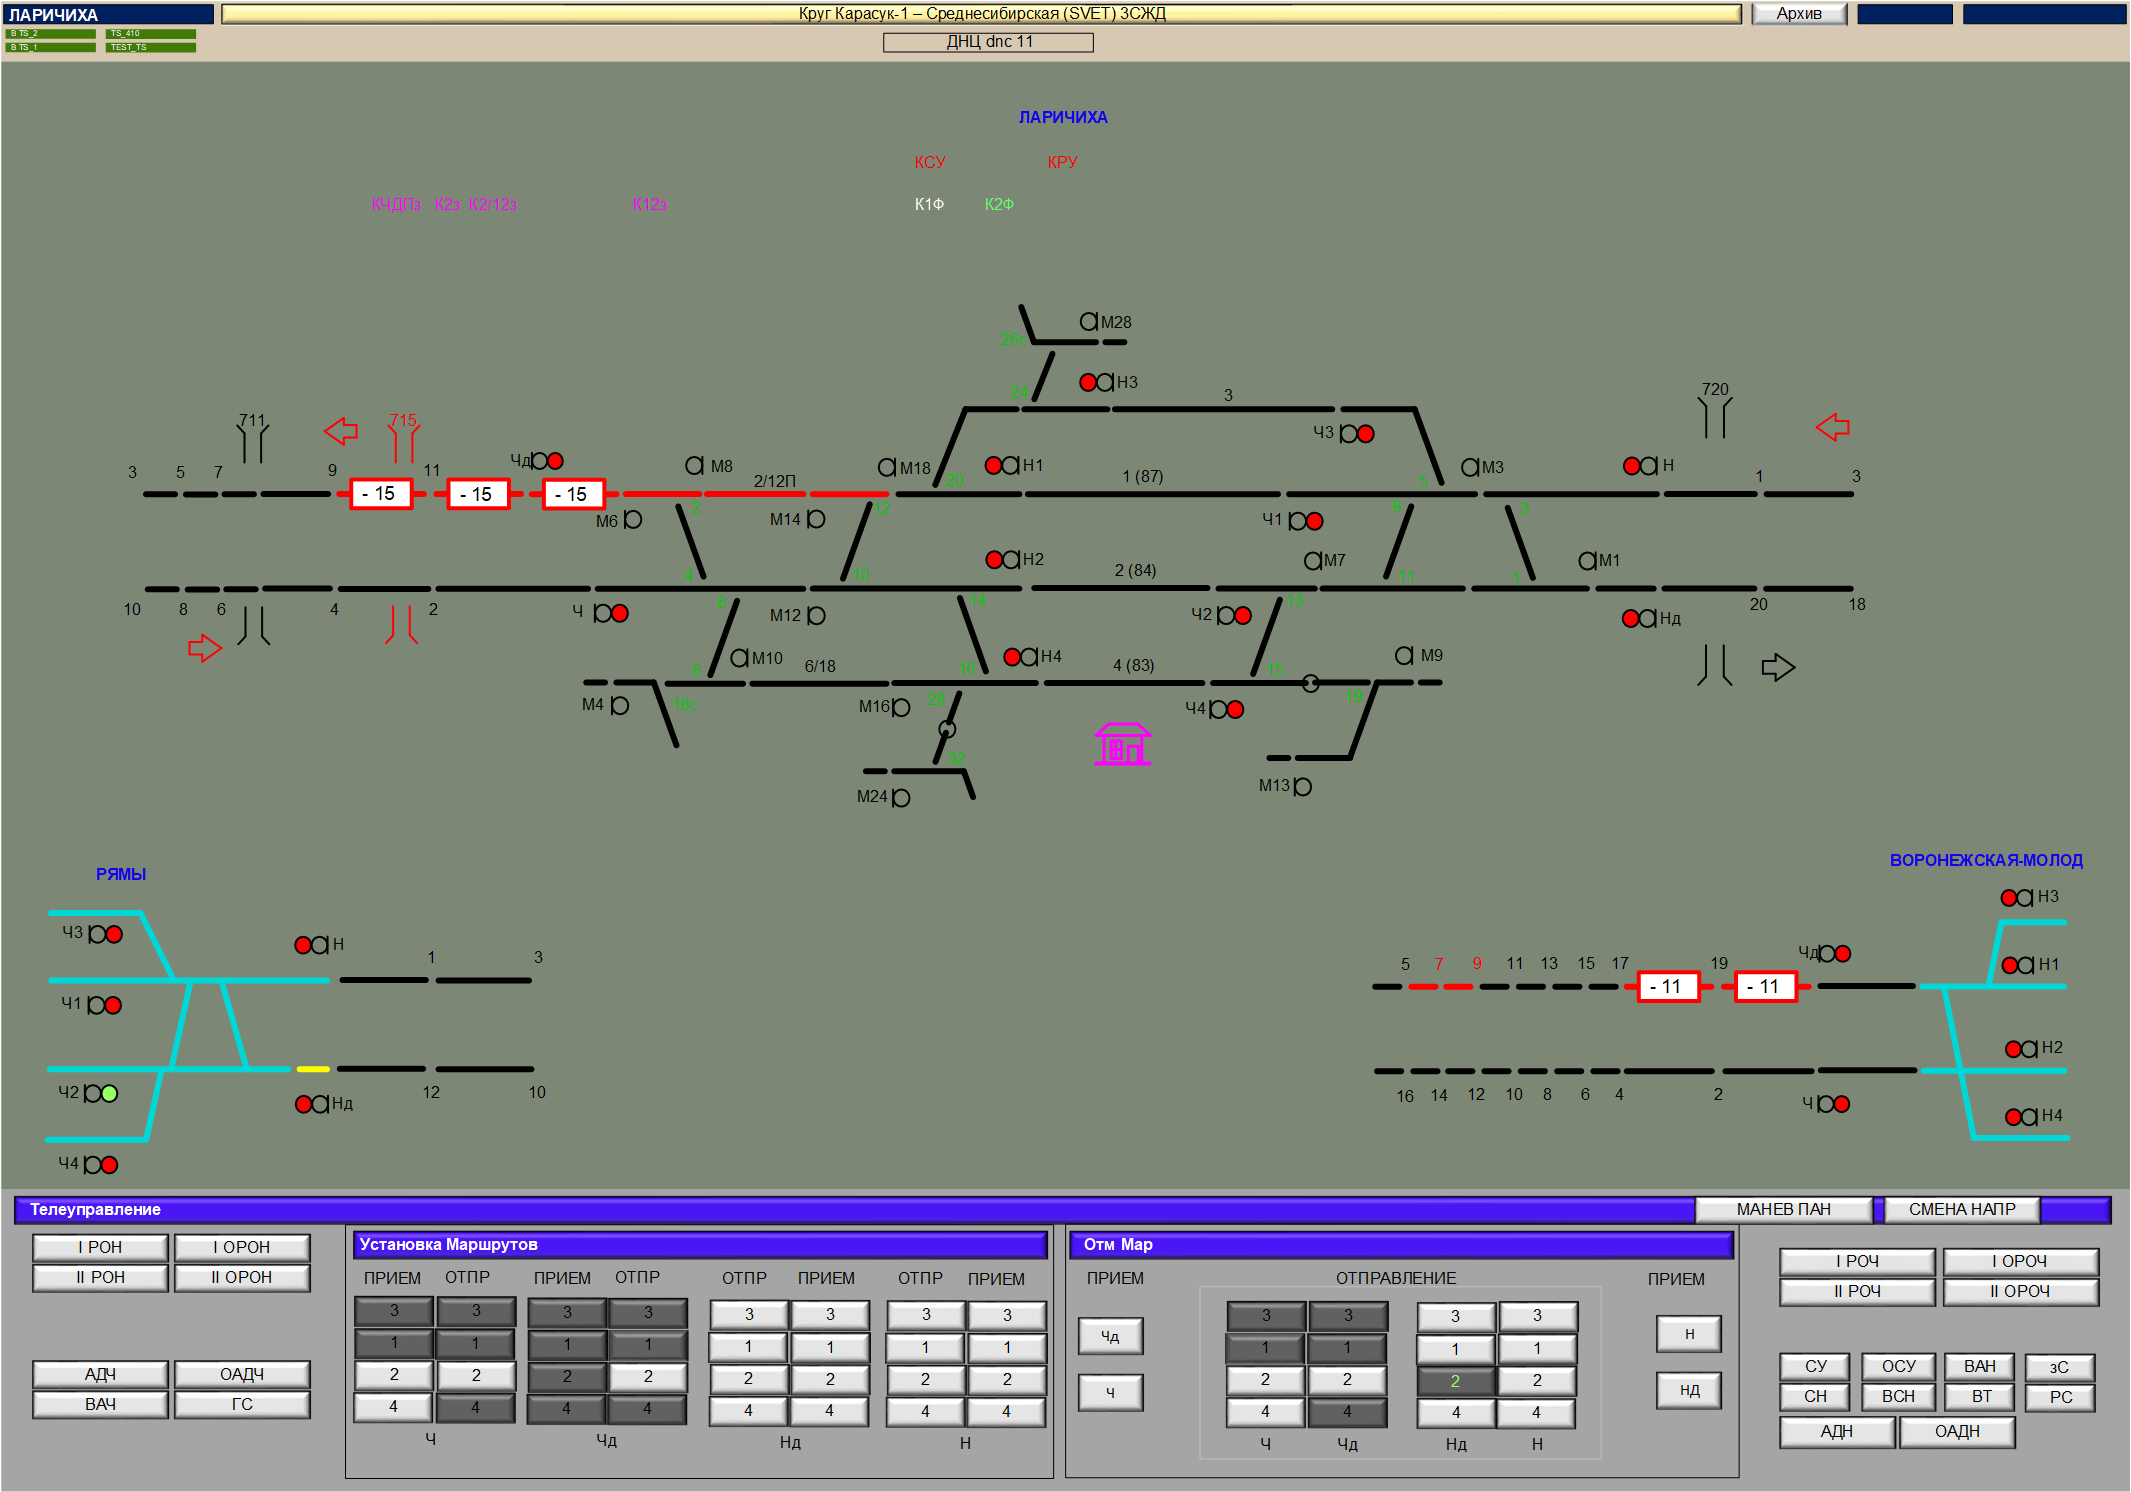 ЛАРИЧИХА
Круг Карасук-1 – Среднесибирская (SVET) ЗСЖД
Архив
В TS_2
TS_410
В TS_1
TEST_TS
ДНЦ dnc 11
ЛАРИЧИХА
КСУ КРУ
КЧДПз К2з К2/12з К12з К1Ф К2Ф
М28
26с
24 Н3
3
720
711 715
Ч3
3 5 7 9 11 Чд М8 2/12П М18 Н1 1 (87) М3 Н 1 3
- 15 - 15 - 15
20 5
М6 2 М14 12 Ч1 9 3
Н2 М7 М1
4 10 2 (84) 11 1
10 8 6 4 2 Ч 8 М12 14 Ч2 13 Нд 20 18
6 М10 6/18 16 Н4 4 (83) 15 М9
М4 18с М16 28 Ч4 19
32
М24 М13
РЯМЫ
Ч3 Н 1 3
Ч1
Ч2 Нд 12 10
Ч4
ВОРОНЕЖСКАЯ-МОЛОД
Н3
5 7 9 11 13 15 17 19 Чд Н1
- 11 - 11
Н2
16 14 12 10 8 6 4 2 Ч Н4
Телеуправление МАНЕВ ПАН СМЕНА НАПР
I РОН I ОРОН
II РОН II ОРОН
АДЧ ОАДЧ
ВАЧ ГС
Установка Маршрутов
ПРИЕМ ОТПР ПРИЕМ ОТПР ОТПР ПРИЕМ ОТПР ПРИЕМ
3 3 3 3 3 3 3 3
1 1 1 1 1 1 1 1
2 2 2 2 2 2 2 2
4 4 4 4 4 4 4 4
Ч Чд Нд Н
Отм Мар
ПРИЕМ ОТПРАВЛЕНИЕ ПРИЕМ
Чд 3 3 3 3 Н
1 1 1 1
Ч 2 2 2 2 НД
4 4 4 4
Ч Чд Нд Н
I РОЧ I ОРОЧ
II РОЧ II ОРОЧ
СУ ОСУ ВАН зС
СН ВСН ВТ РС
АДН ОАДН